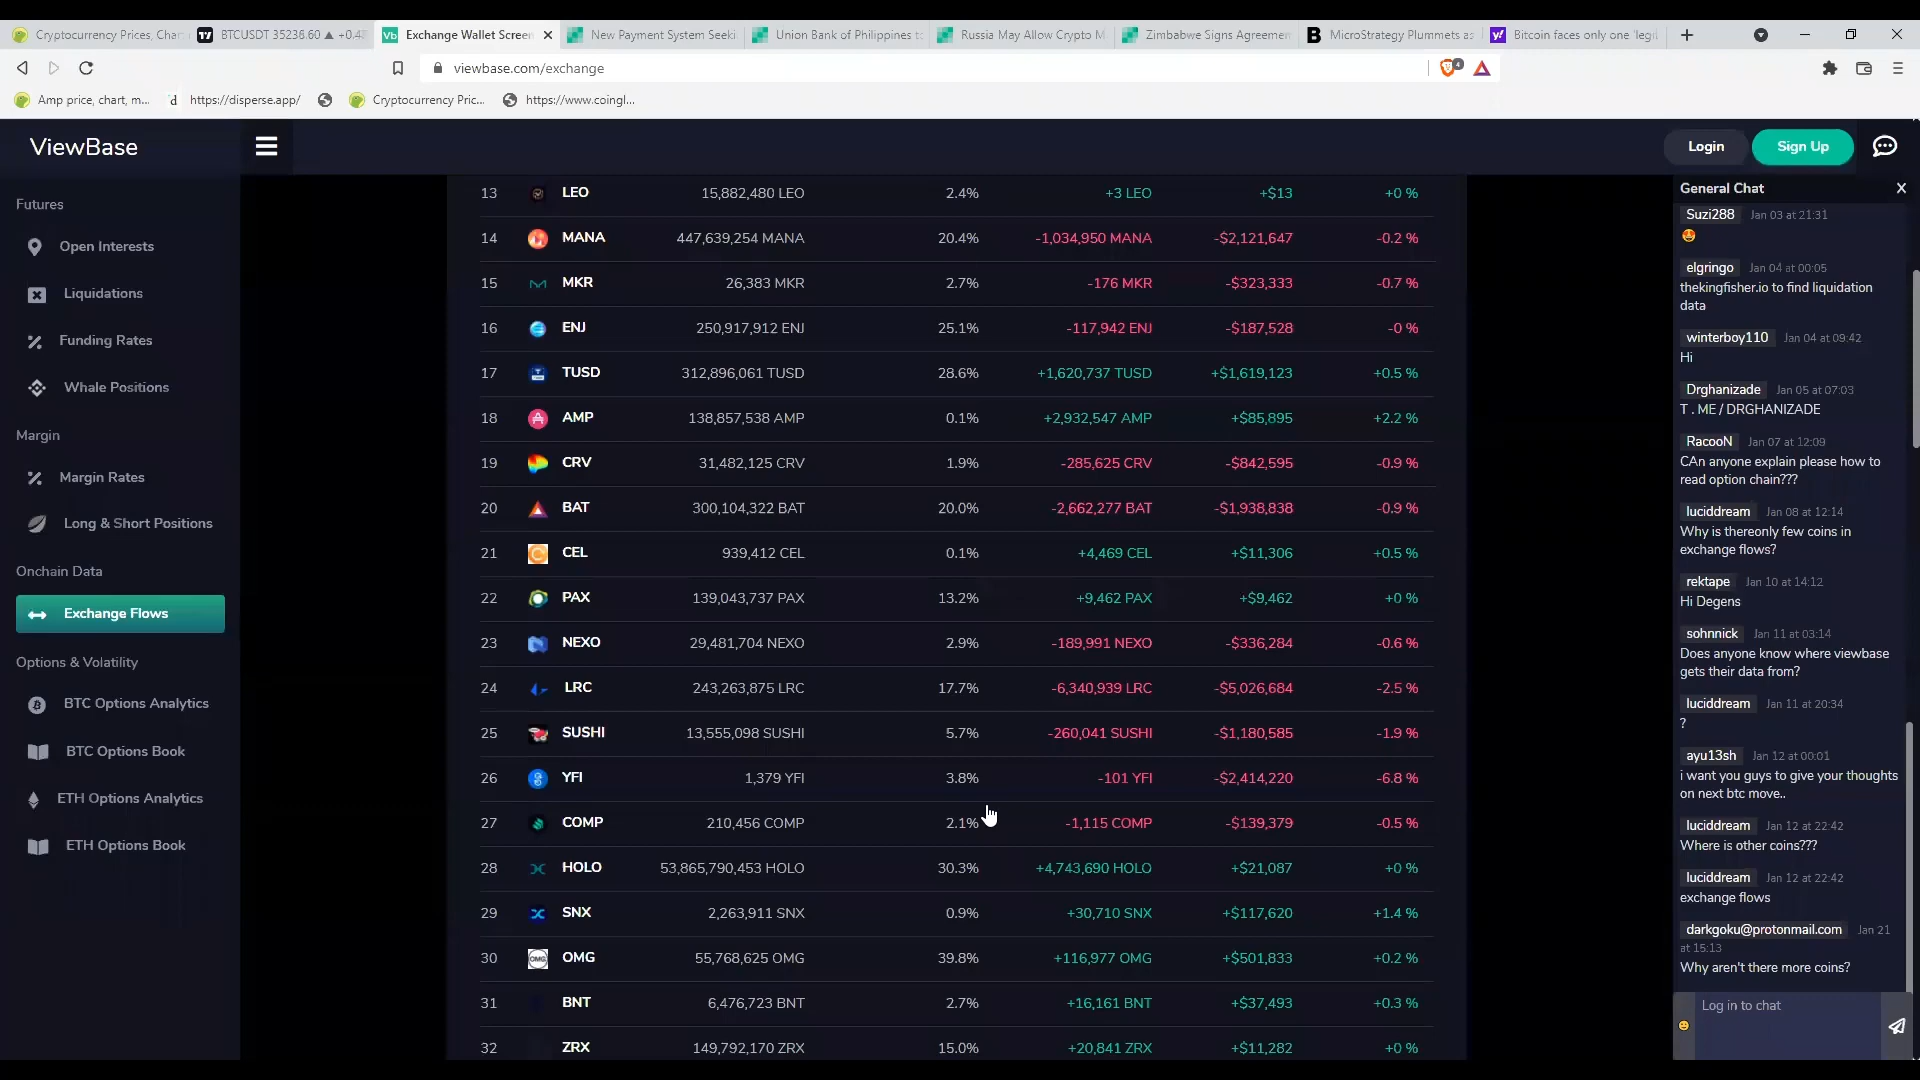 Cryptocurrency Prices, Char
BTCUSDT 35236.60 ▲ +0.4
Exchange Wallet Screen
New Payment System Seeki
Union Bank of Philippines to
Russia May Allow Crypto M
Zimbabwe Signs Agreemen
MicroStrategy Plummets as
Bitcoin faces only one 'legi
viewbase.com/exchange
4
Amp price, chart, m...
https://disperse.app/
Cryptocurrency Pric...
https://www.coingl...
ViewBase
Login
Sign Up
Futures
Open Interests
Liquidations
Funding Rates
Whale Positions
Margin
Margin Rates
Long & Short Positions
Onchain Data
Exchange Flows
Options & Volatility
BTC Options Analytics
BTC Options Book
ETH Options Analytics
ETH Options Book
13 LEO 15,882,480 LEO 2.4% +3 LEO +$13 +0 %
14 MANA 447,639,254 MANA 20.4% -1,034,950 MANA -$2,121,647 -0.2 %
15 MKR 26,383 MKR 2.7% -176 MKR -$323,333 -0.7 %
16 ENJ 250,917,912 ENJ 25.1% -117,942 ENJ -$187,528 -0 %
17 TUSD 312,896,061 TUSD 28.6% +1,620,737 TUSD +$1,619,123 +0.5 %
18 AMP 138,857,538 AMP 0.1% +2,932,547 AMP +$85,895 +2.2 %
19 CRV 31,482,125 CRV 1.9% -285,625 CRV -$842,595 -0.9 %
20 BAT 300,104,322 BAT 20.0% -2,662,277 BAT -$1,938,838 -0.9 %
21 CEL 939,412 CEL 0.1% +4,469 CEL +$11,306 +0.5 %
22 PAX 139,043,737 PAX 13.2% +9,462 PAX +$9,462 +0 %
23 NEXO 29,481,704 NEXO 2.9% -189,991 NEXO -$336,284 -0.6 %
24 LRC 243,263,875 LRC 17.7% -6,340,939 LRC -$5,026,684 -2.5 %
25 SUSHI 13,555,098 SUSHI 5.7% -260,041 SUSHI -$1,180,585 -1.9 %
26 YFI 1,379 YFI 3.8% -101 YFI -$2,414,220 -6.8 %
27 COMP 210,456 COMP 2.1% -1,115 COMP -$139,379 -0.5 %
28 HOLO 53,865,790,453 HOLO 30.3% +4,743,690 HOLO +$21,087 +0 %
29 SNX 2,263,911 SNX 0.9% +30,710 SNX +$117,620 +1.4 %
30 OMG 55,768,625 OMG 39.8% +116,977 OMG +$501,833 +0.2 %
31 BNT 6,476,723 BNT 2.7% +16,161 BNT +$37,493 +0.3 %
32 ZRX 149,792,170 ZRX 15.0% +20,841 ZRX +$11,282 +0 %
General Chat
Suzi288 Jan 03 at 21:31
elgringo Jan 04 at 00:05
thekingfisher.io to find liquidation
data
winterboy110 Jan 04 at 09:42
Hi
Drghanizade Jan 05 at 07:03
T . ME / DRGHANIZADE
RacooN Jan 07 at 12:09
CAn anyone explain please how to
read option chain???
luciddream Jan 08 at 12:14
Why is thereonly few coins in
exchange flows?
rektape Jan 10 at 14:12
Hi Degens
sohnnick Jan 11 at 03:14
Does anyone know where viewbase
gets their data from?
luciddream Jan 11 at 20:34
?
ayu13sh Jan 12 at 00:01
i want you guys to give your thoughts
on next btc move..
luciddream Jan 12 at 22:42
Where is other coins???
luciddream Jan 12 at 22:42
exchange flows
darkgoku@protonmail.com Jan 21
at 15:13
Why aren't there more coins?
Log in to chat